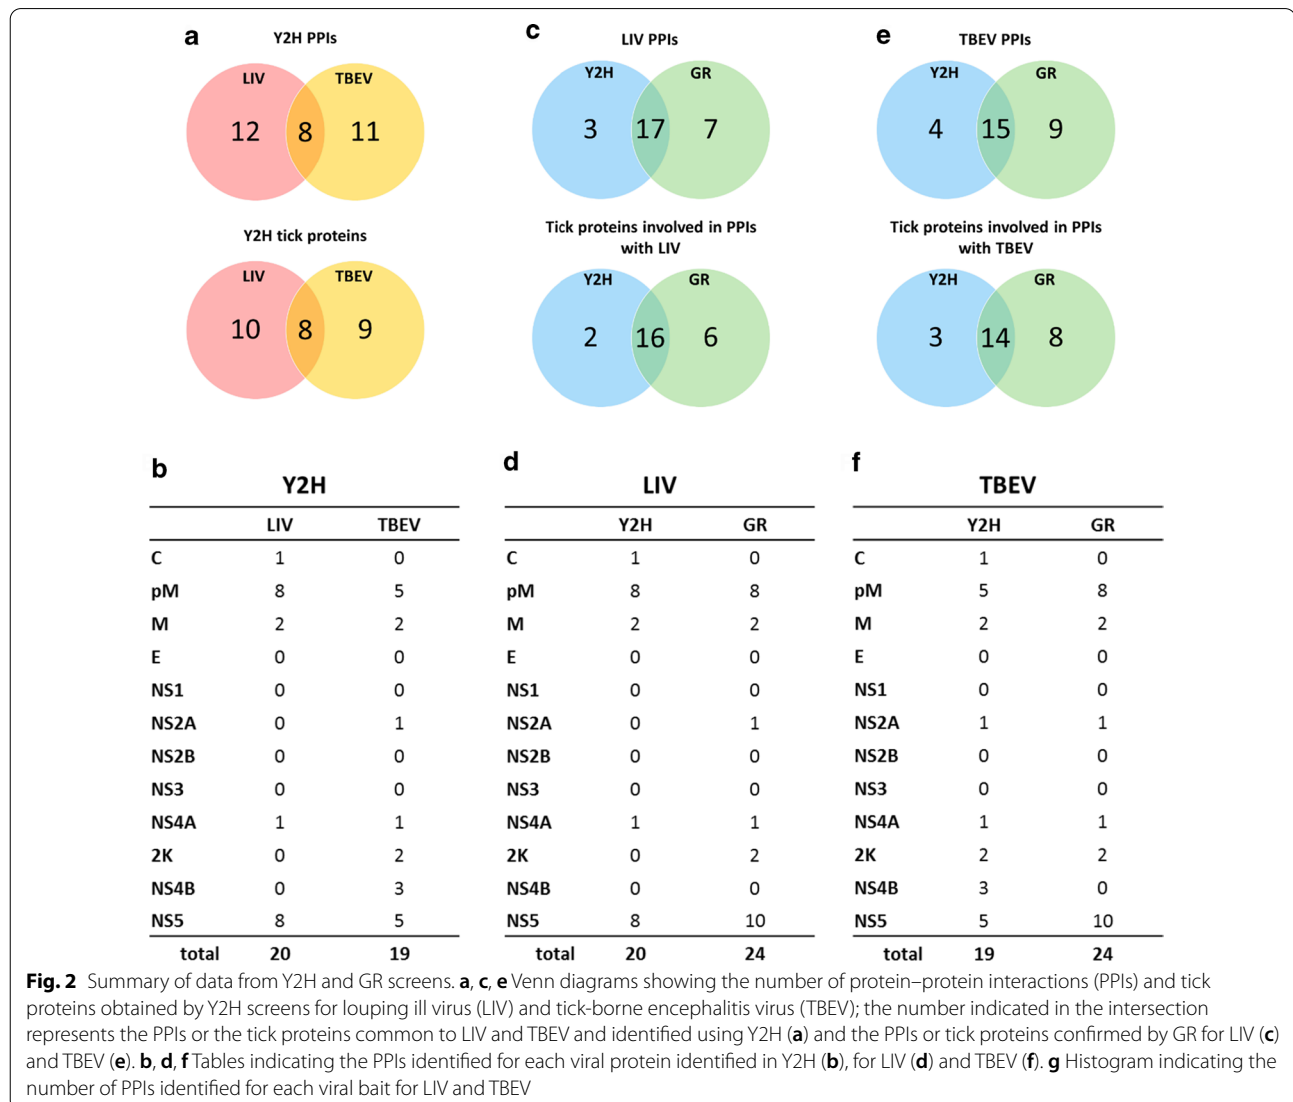 a
Y2H PPIs
LIV TBEV
12 8 11
Y2H tick proteins
LIV TBEV
10 8 9
c
LIV PPIs
Y2H GR
3 17 7
Tick proteins involved in PPIs
with LIV
Y2H GR
2 16 6
e
TBEV PPIs
Y2H GR
4 15 9
Tick proteins involved in PPIs
with TBEV
Y2H GR
3 14 8
b
Y2H
LIV TBEV
C 1 0
pM 8 5
M 2 2
E 0 0
NS1 0 0
NS2A 0 1
NS2B 0 0
NS3 0 0
NS4A 1 1
2K 0 2
NS4B 0 3
NS5 8 5
total 20 19
d
LIV
Y2H GR
C 1 0
pM 8 8
M 2 2
E 0 0
NS1 0 0
NS2A 0 1
NS2B 0 0
NS3 0 0
NS4A 1 1
2K 0 2
NS4B 0 0
NS5 8 10
total 20 24
f
TBEV
Y2H GR
C 1 0
pM 5 8
M 2 2
E 0 0
NS1 0 0
NS2A 1 1
NS2B 0 0
NS3 0 0
NS4A 1 1
2K 2 2
NS4B 3 0
NS5 5 10
total 19 24
Fig. 2 Summary of data from Y2H and GR screens. a, c, e Venn diagrams showing the number of protein–protein interactions (PPIs) and tick
proteins obtained by Y2H screens for louping ill virus (LIV) and tick-borne encephalitis virus (TBEV); the number indicated in the intersection
represents the PPIs or the tick proteins common to LIV and TBEV and identified using Y2H (a) and the PPIs or tick proteins confirmed by GR for LIV (c)
and TBEV (e). b, d, f Tables indicating the PPIs identified for each viral protein identified in Y2H (b), for LIV (d) and TBEV (f). g Histogram indicating the
number of PPIs identified for each viral bait for LIV and TBEV